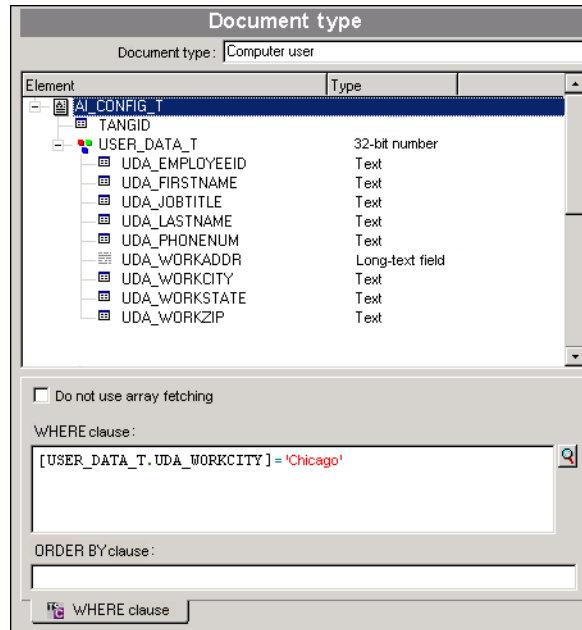 Document type
Document type: Computer user
Element Type
AI_CONFIG_T
TANGID
USER_DATA_T 32-bit number
UDA_EMPLOYEEID Text
UDA_FIRSTNAME Text
UDA_JOBTITLE Text
UDA_LASTNAME Text
UDA_PHONENUM Text
UDA_WORKADDR Long-text field
UDA_WORKCITY Text
UDA_WORKSTATE Text
UDA_WORKZIP Text
Do not use array fetching
WHERE clause:
[USER_DATA_T.UDA_WORKCITY]='Chicago'
ORDER BY clause:
WHERE clause